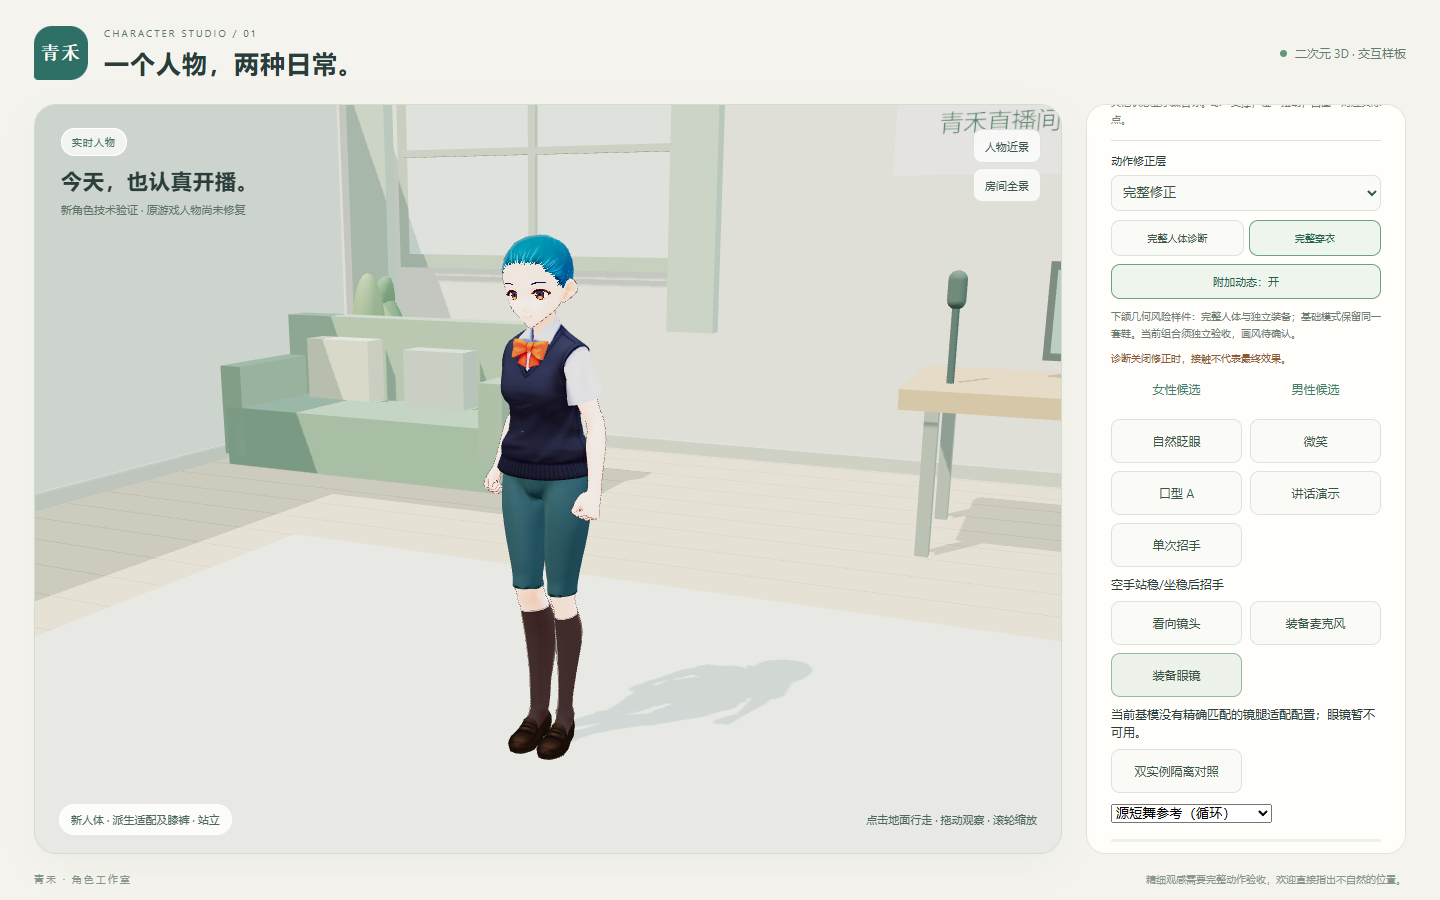 青禾
CHARACTER STUDIO / 01
一个人物，两种日常。
二次元 3D · 交互样板
实时人物
今天，也认真开播。
新角色技术验证 · 原游戏人物尚未修复
青禾直播间
人物近景
房间全景
新人体 · 派生适配及膝裤 · 站立
点击地面行走 · 拖动观察 · 滚轮缩放
点。
动作修正层
完整修正
完整人体诊断
完整穿衣
附加动态：开
下颌几何风险样件：完整人体与独立装备；基础模式保留同一
套鞋。当前组合须独立验收，画风待确认。
诊断关闭修正时，接触不代表最终效果。
女性候选
男性候选
自然眨眼
微笑
口型 A
讲话演示
单次招手
空手站稳/坐稳后招手
看向镜头
装备麦克风
装备眼镜
当前基模没有精确匹配的镜腿适配配置；眼镜暂不
可用。
双实例隔离对照
源短舞参考（循环）
青禾 · 角色工作室
精细观感需要完整动作验收，欢迎直接指出不自然的位置。